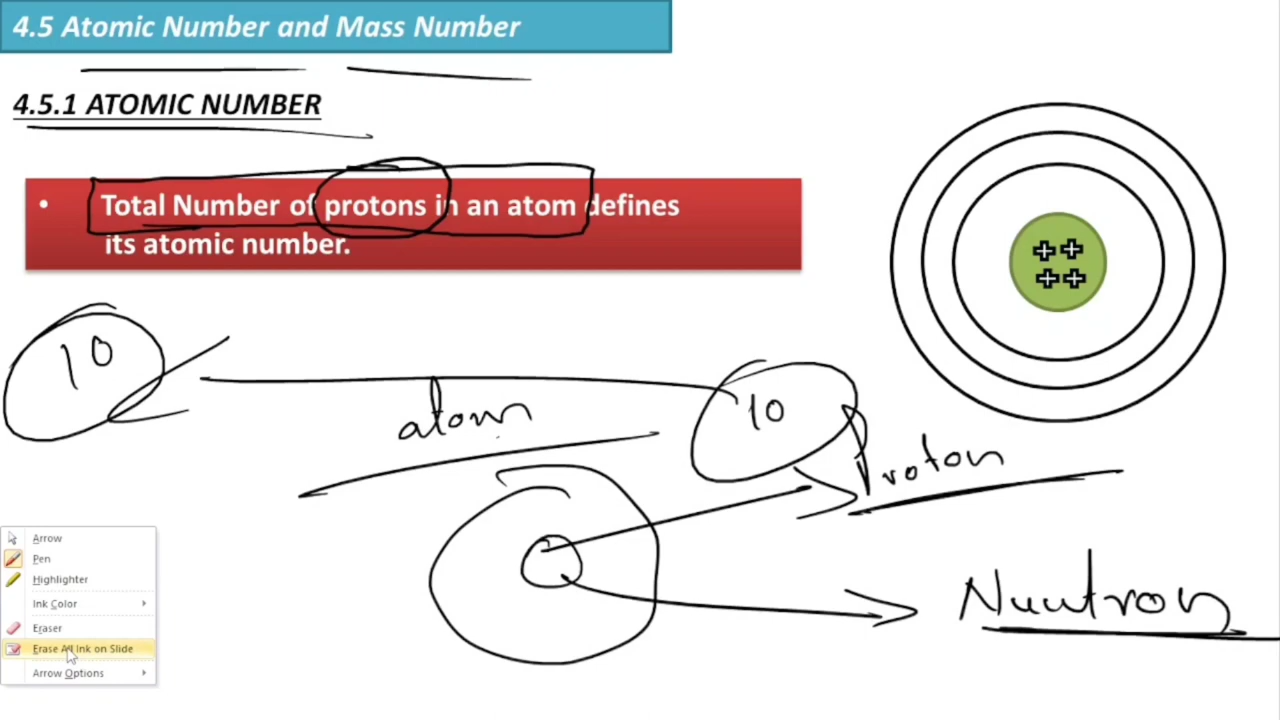 4.5 Atomic Number and Mass Number
4.5.1 ATOMIC NUMBER
• Total Number of protons in an atom defines
its atomic number.
10
atom
10
Proton
Nuutron
Arrow
Pen
Highlighter
Ink Color
Eraser
Erase All Ink on Slide
Arrow Options